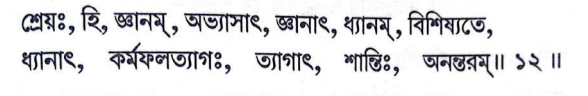 শ্রেয়ঃ, হি, জ্ঞানম্, অভ্যাসাৎ, জ্ঞানাৎ, ধ্যানম্, বিশিষ্যতে,
ধ্যানাৎ, কর্মফলত্যাগঃ, ত্যাগাৎ, শান্তিঃ, অনন্তরম্॥ ১২ ॥